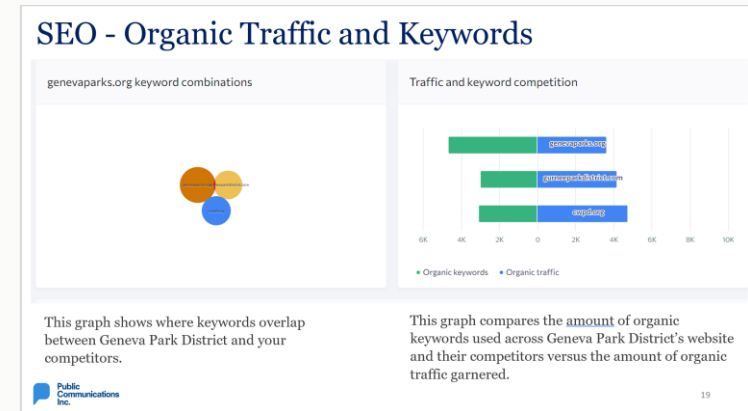 SEO - Organic Traffic and Keywords
genevaparks.org keyword combinations
Traffic and keyword competition
genevaparks.org
gurneeparkdistrict.com
cwpd.org
6K 4K 2K 0 2K 4K 6K 8K 10K
Organic keywords Organic traffic
This graph shows where keywords overlap
between Geneva Park District and your
competitors.
This graph compares the amount of organic
keywords used across Geneva Park District's website
and their competitors versus the amount of organic
traffic garnered.
Public
Communications
Inc.
19